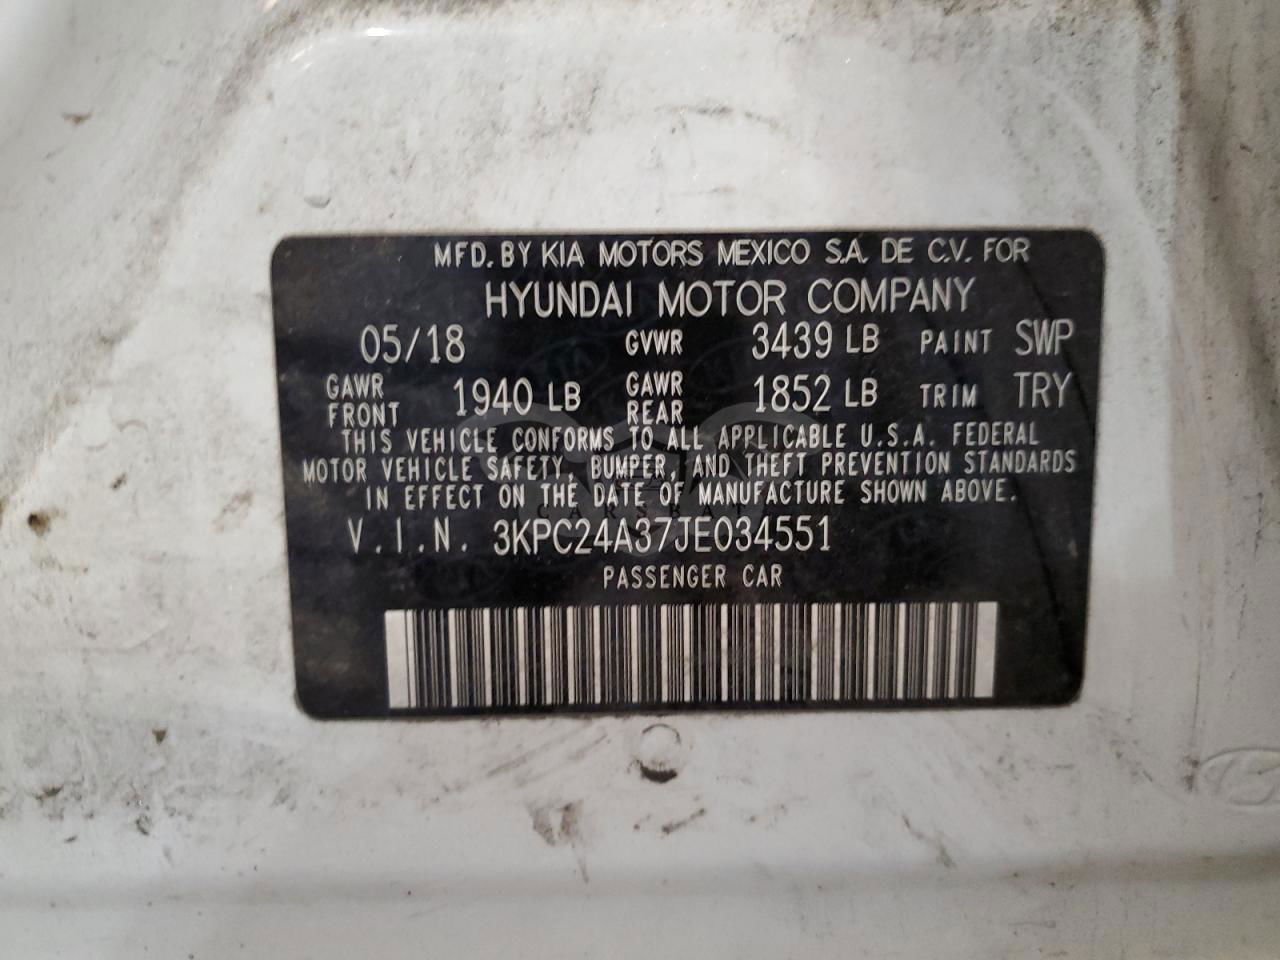 MFD. BY KIA MOTORS MEXICO S.A. DE C.V. FOR
HYUNDAI MOTOR COMPANY
05/18 GVWR 3439 LB PAINT SWP
GAWR FRONT 1940 LB GAWR REAR 1852 LB TRIM TRY
THIS VEHICLE CONFORMS TO ALL APPLICABLE U.S.A. FEDERAL
MOTOR VEHICLE SAFETY, BUMPER, AND THEFT PREVENTION STANDARDS
IN EFFECT ON THE DATE OF MANUFACTURE SHOWN ABOVE.
V.I.N. 3KPC24A37JE034551
PASSENGER CAR